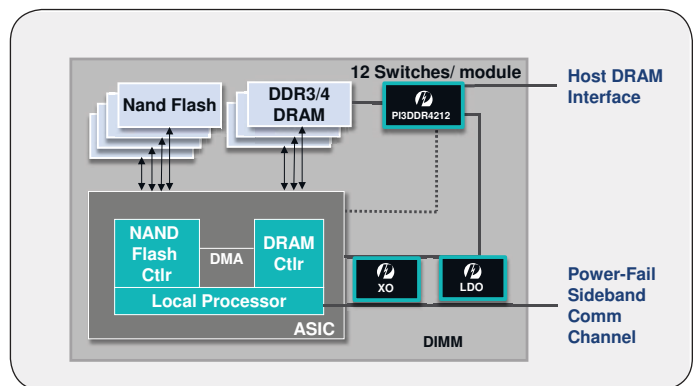 12 Switches/ module
Host DRAM
Interface
Nand Flash
DDR3/4
DRAM
PI3DDR4212
NAND
Flash
Ctlr
DMA
DRAM
Ctlr
Local Processor
ASIC
XO
LDO
DIMM
Power-Fail
Sideband
Comm
Channel